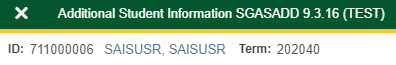 Additional Student Information SGASADD 9.3.16 (TEST)
ID: 711000006 SAISUSR, SAISUSR Term: 202040